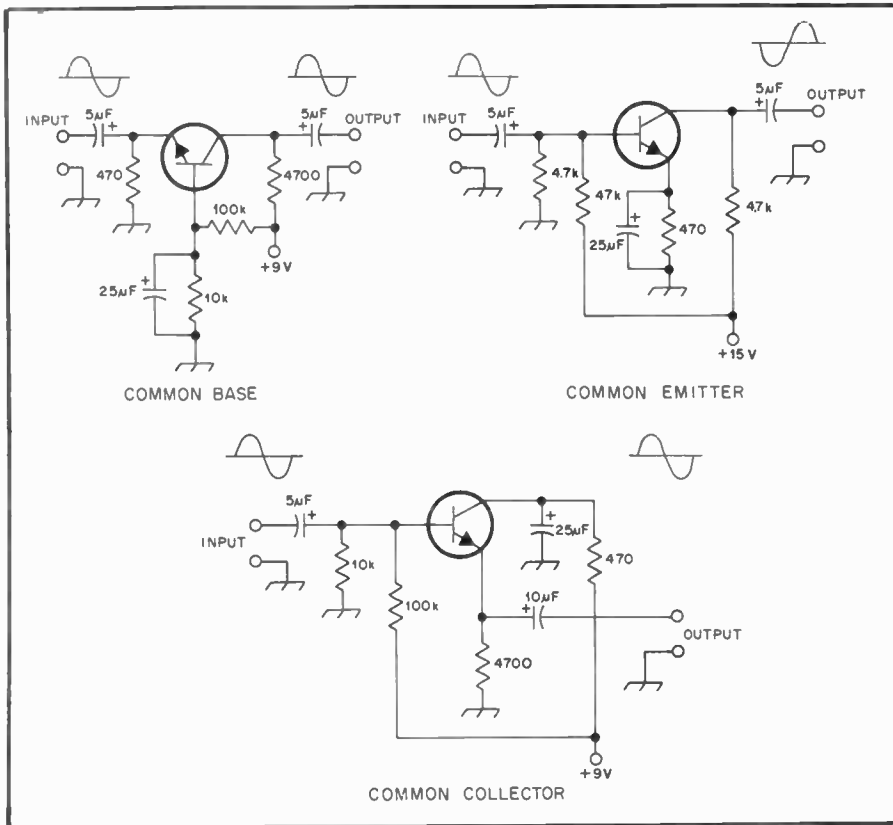 INPUT
5µF
+
470
5µF
+
OUTPUT
4700
100k
+9V
25µF
+
10k
COMMON BASE
INPUT
5µF
+
4.7k
47k
25µF
+
470
5µF
+
OUTPUT
4.7k
+15V
COMMON EMITTER
INPUT
5µF
+
10k
100k
+
25µF
470
10µF
+
OUTPUT
4700
+9V
COMMON COLLECTOR